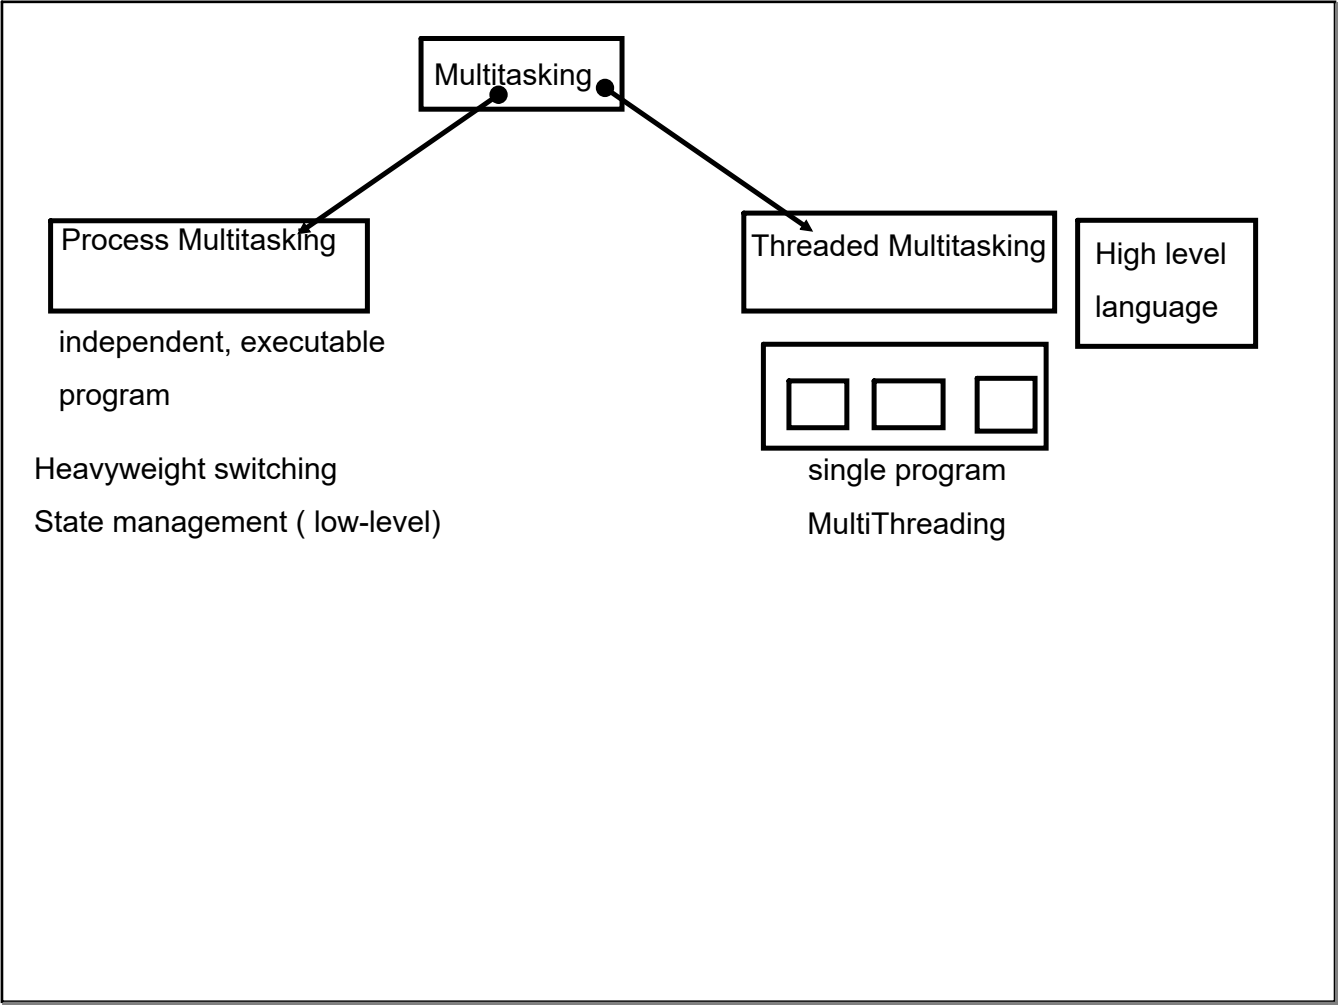 Multitasking
Process Multitasking
Threaded Multitasking
High level
language
independent, executable
program
Heavyweight switching
State management ( low-level)
single program
MultiThreading